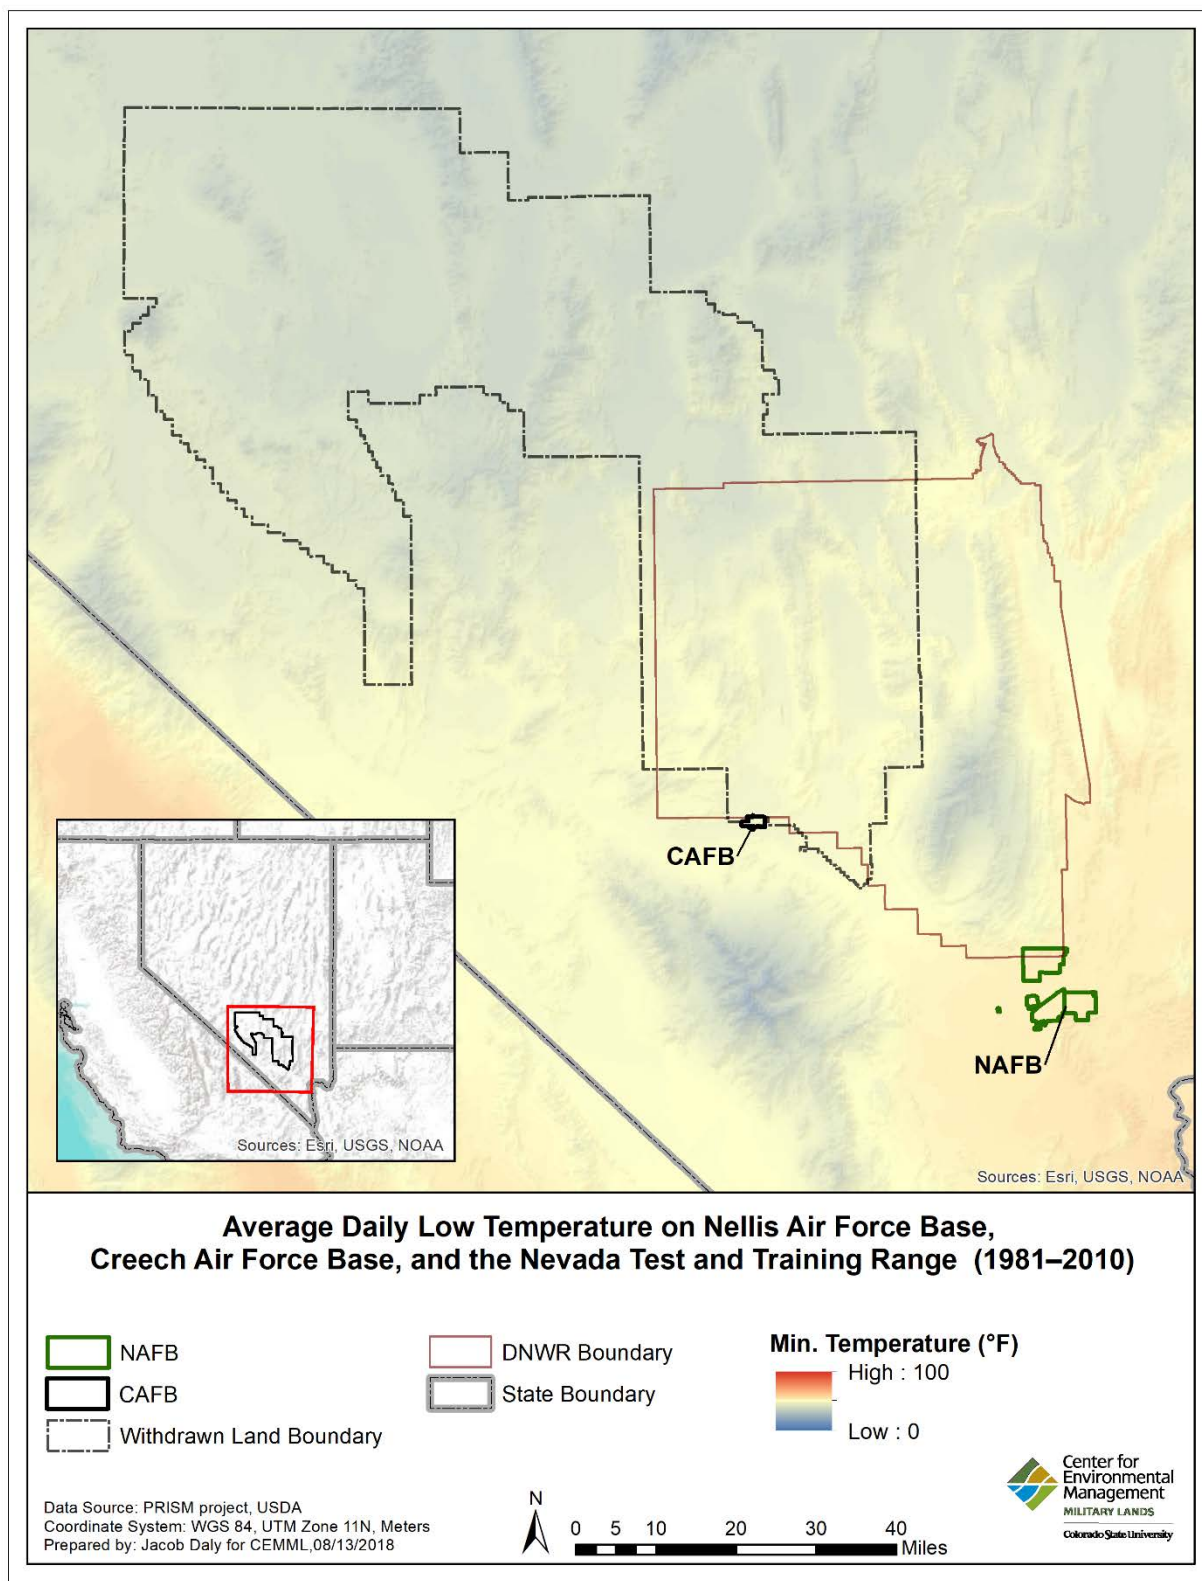 CAFB
NAFB
Sources: Esri, USGS, NOAA
Sources: Esri, USGS, NOAA
Average Daily Low Temperature on Nellis Air Force Base,
Creech Air Force Base, and the Nevada Test and Training Range (1981–2010)
NAFB
CAFB
Withdrawn Land Boundary
DNWR Boundary
State Boundary
Min. Temperature (°F)
High : 100
Low : 0
Data Source: PRISM project, USDA
Coordinate System: WGS 84, UTM Zone 11N, Meters
Prepared by: Jacob Daly for CEMML,08/13/2018
N
0 5 10 20 30 40
Miles
Center for
Environmental
Management
MILITARY LANDS
Colorado State University